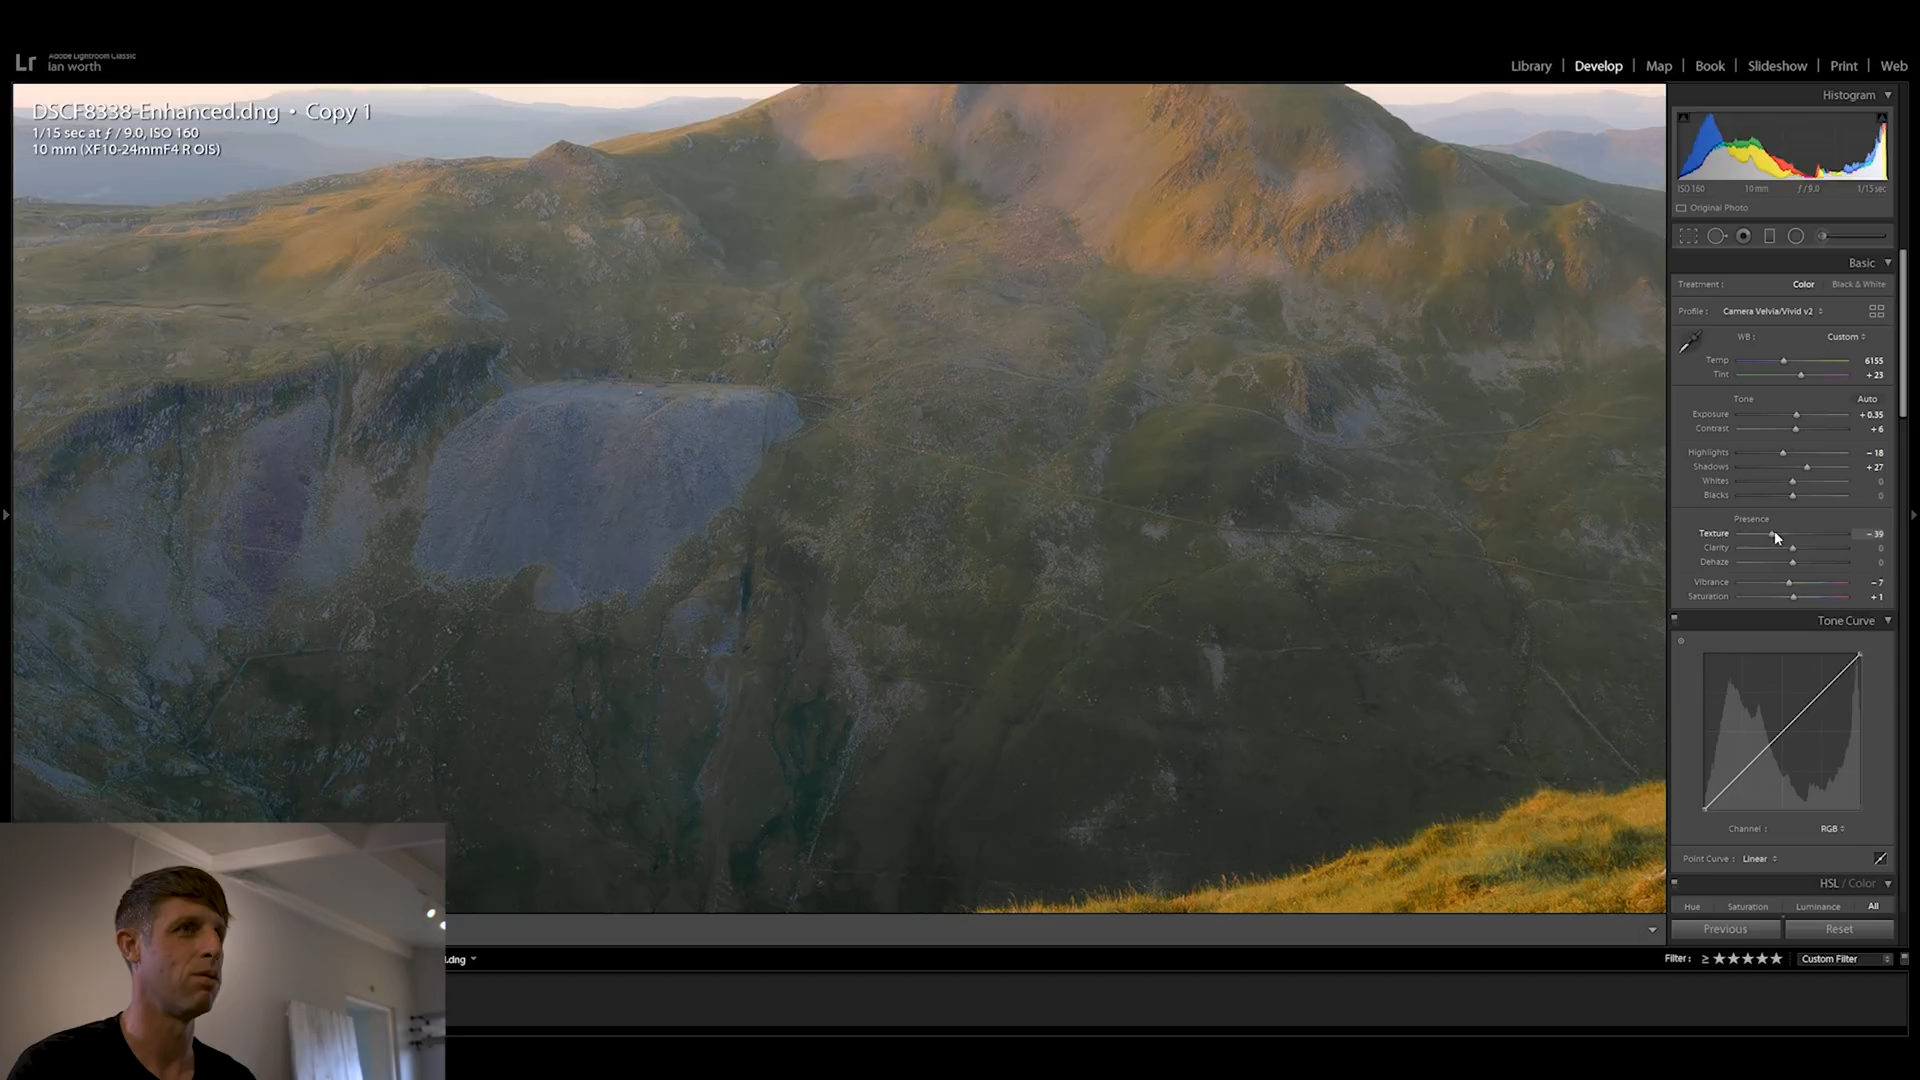 Lr
Adobe Lightroom Classic
Ian worth
Library | Develop | Map | Book | Slideshow | Print | Web
DSCF8338-Enhanced.dng • Copy 1
1/15 sec at ƒ / 9.0, ISO 160
10 mm (XF10-24mmF4 R OIS)
Histogram
ISO 160 10 mm ƒ / 9.0 1/15 sec
Original Photo
Basic
Treatment : Color Black & White
Profile : Camera Velvia/Vivid v2
WB : Custom
Temp 6155
Tint + 23
Tone Auto
Exposure + 0.35
Contrast + 6
Highlights − 18
Shadows + 27
Whites 0
Blacks 0
Presence
Texture − 39
Clarity 0
Dehaze 0
Vibrance − 7
Saturation + 1
Tone Curve
Channel : RGB
Point Curve : Linear
HSL / Color
Hue Saturation Luminance All
Previous Reset
.dng
Filter : ≥ ★★★★★ Custom Filter